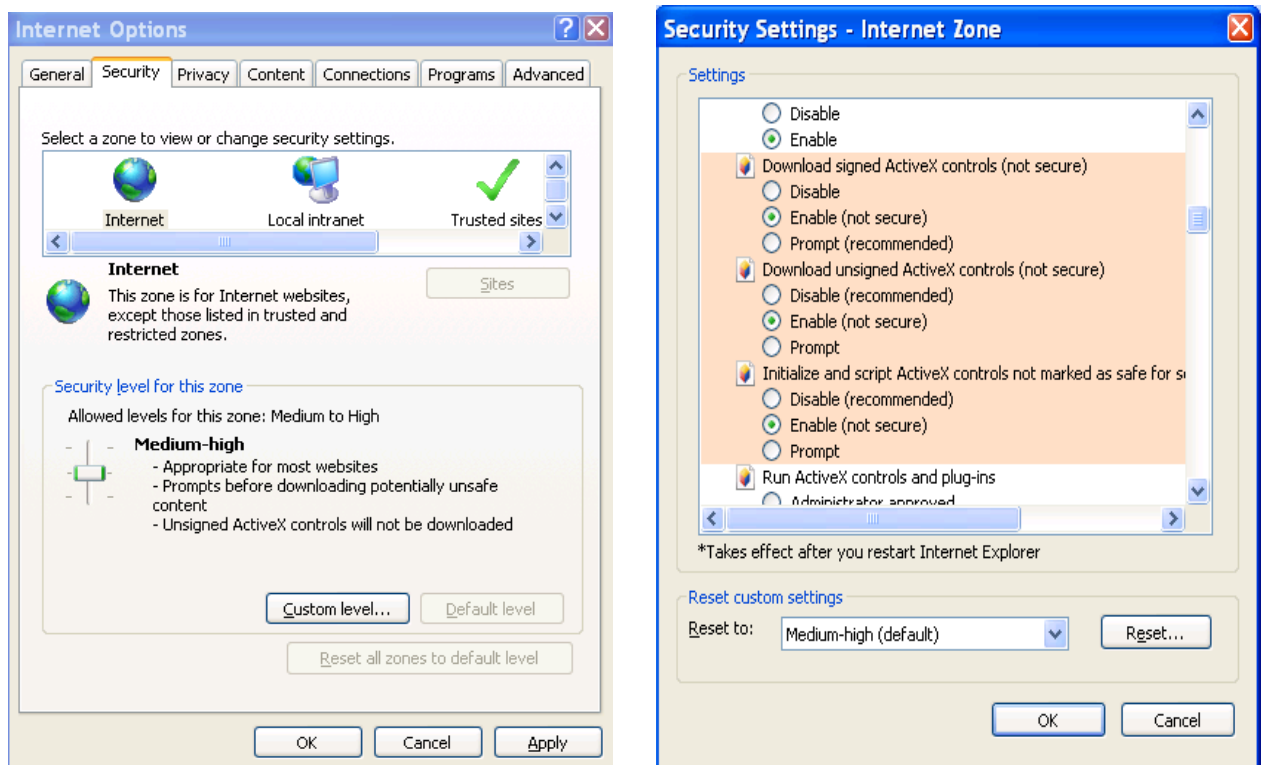 Internet Options
General Security Privacy Content Connections Programs Advanced
Select a zone to view or change security settings.
Internet Local intranet Trusted sites
Internet
This zone is for Internet websites,
except those listed in trusted and
restricted zones.
Sites
Security level for this zone
Allowed levels for this zone: Medium to High
Medium-high
- Appropriate for most websites
- Prompts before downloading potentially unsafe
content
- Unsigned ActiveX controls will not be downloaded
Custom level... Default level
Reset all zones to default level
OK Cancel Apply
Security Settings - Internet Zone
Settings
Disable
Enable
Download signed ActiveX controls (not secure)
Disable
Enable (not secure)
Prompt (recommended)
Download unsigned ActiveX controls (not secure)
Disable (recommended)
Enable (not secure)
Prompt
Initialize and script ActiveX controls not marked as safe for s
Disable (recommended)
Enable (not secure)
Prompt
Run ActiveX controls and plug-ins
Administrator approved
*Takes effect after you restart Internet Explorer
Reset custom settings
Reset to: Medium-high (default) Reset...
OK Cancel